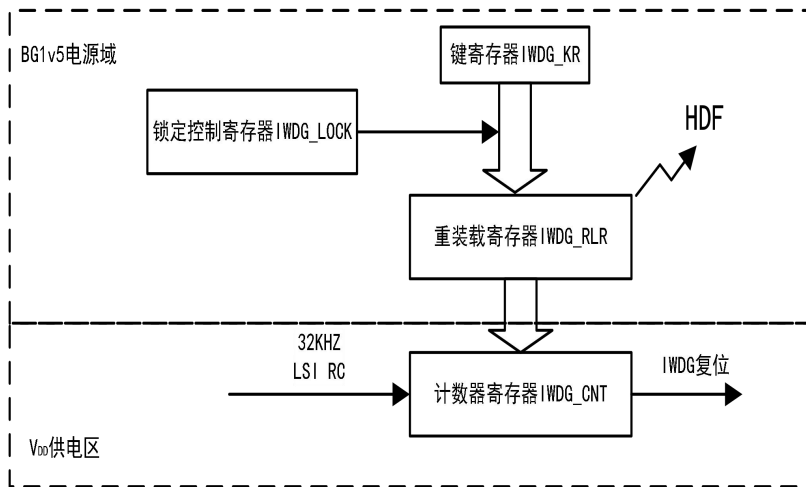 BG1v5电源域
键寄存器IWDG_KR
锁定控制寄存器IWDG_LOCK
HDF
重装载寄存器IWDG_RLR
32KHZ
LSI RC
计数器寄存器IWDG_CNT
IWDG复位
VDD供电区